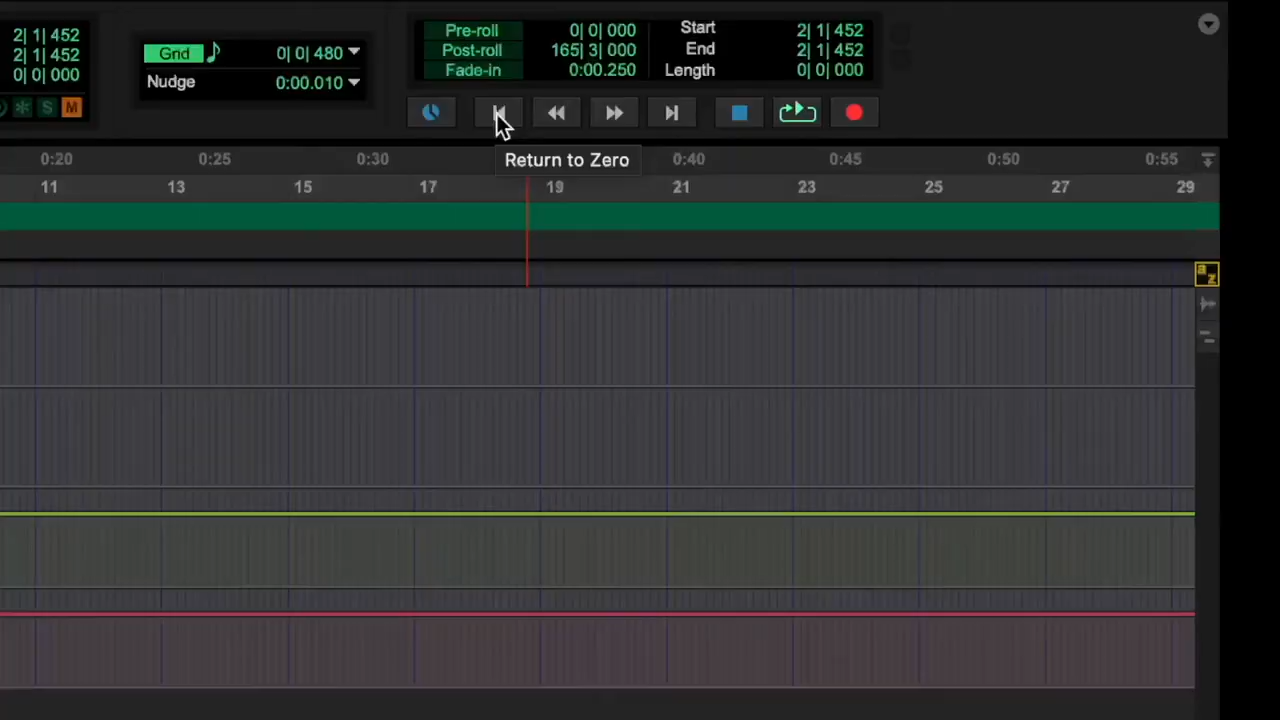 2| 1| 452
2| 1| 452
0| 0| 000
S M
Grid 0| 0| 480
Nudge 0:00.010
Pre-roll 0| 0| 000
Post-roll 165| 3| 000
Fade-in 0:00.250
Start 2| 1| 452
End 2| 1| 452
Length 0| 0| 000
Return to Zero
0:20 0:25 0:30 0:40 0:45 0:50 0:55
11 13 15 17 19 21 23 25 27 29
a z